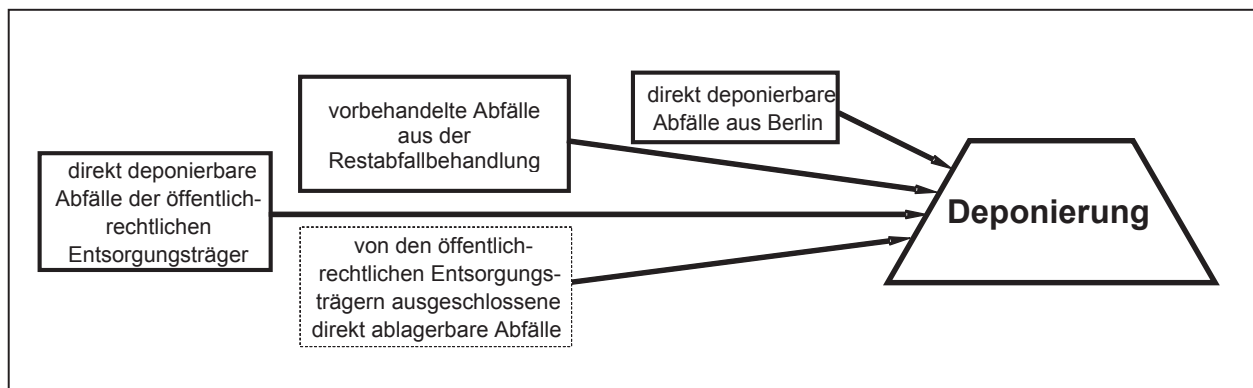 direkt deponierbare
Abfälle der öffentlich-
rechtlichen
Entsorgungsträger
vorbehandelte Abfälle
aus der
Restabfallbehandlung
von den öffentlich-
rechtlichen Entsorgungs-
trägern ausgeschlossene
direkt ablagerbare Abfälle
direkt deponierbare
Abfälle aus Berlin
Deponierung